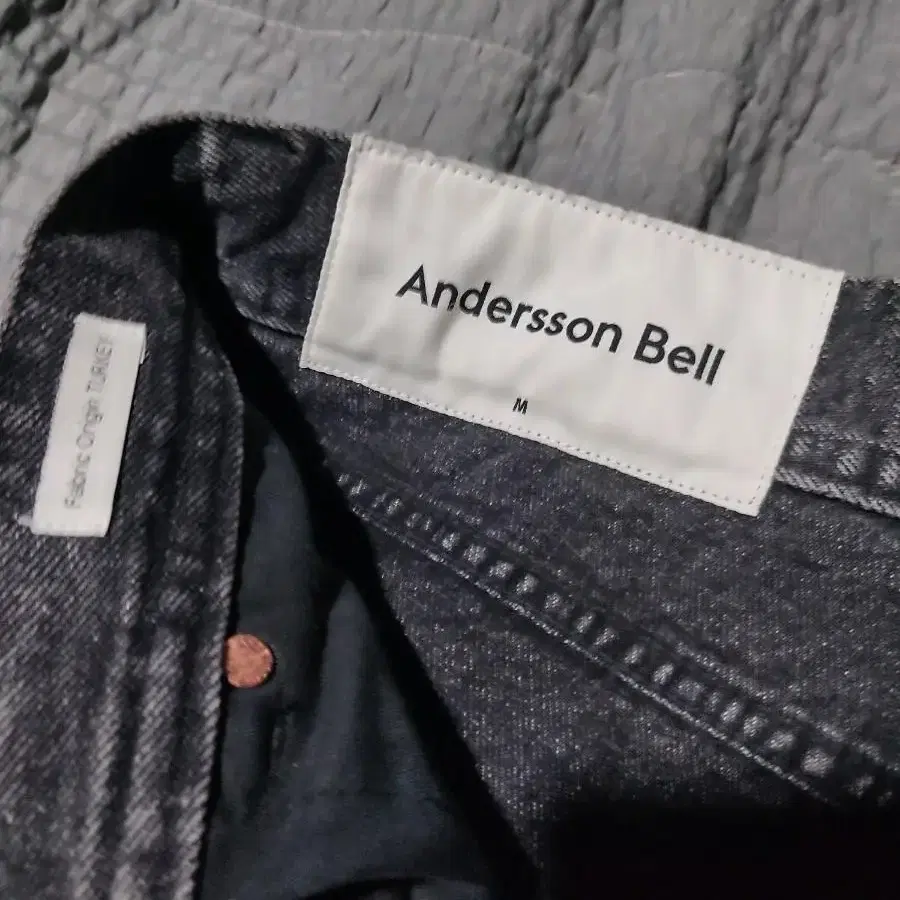 Andersson Bell
M
Fabric Origin TURKEY